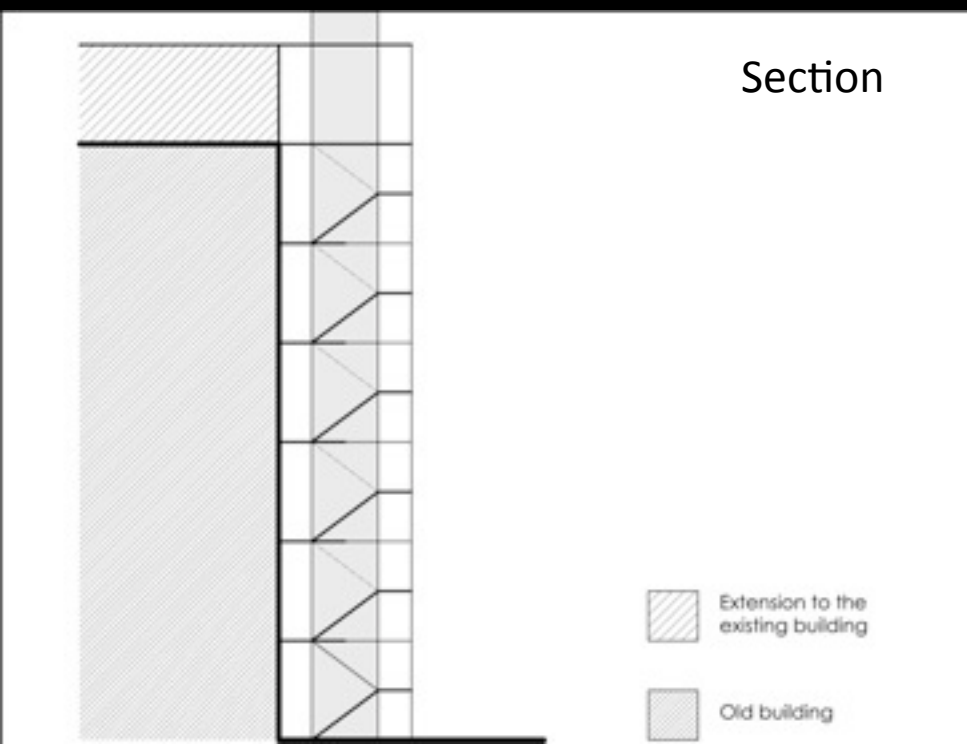 Section
Extension to the
existing building
Old building